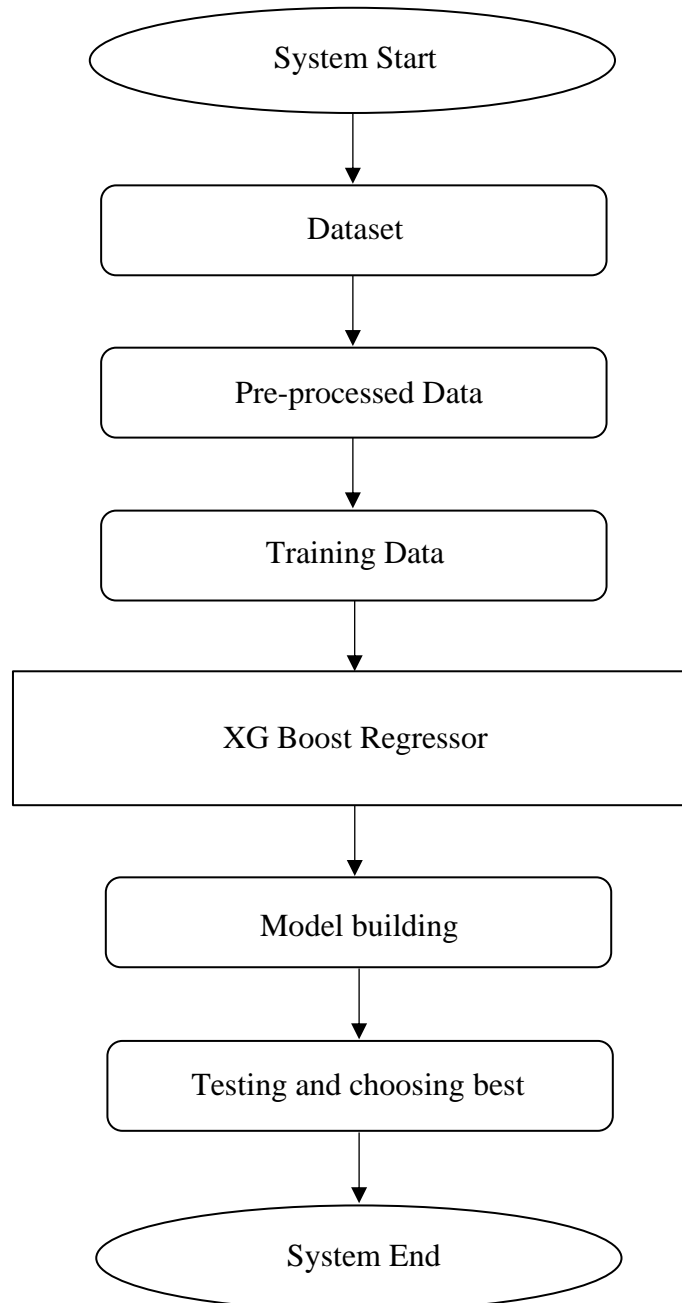 System Start
Dataset
Pre-processed Data
Training Data
XG Boost Regressor
Model building
Testing and choosing best
System End